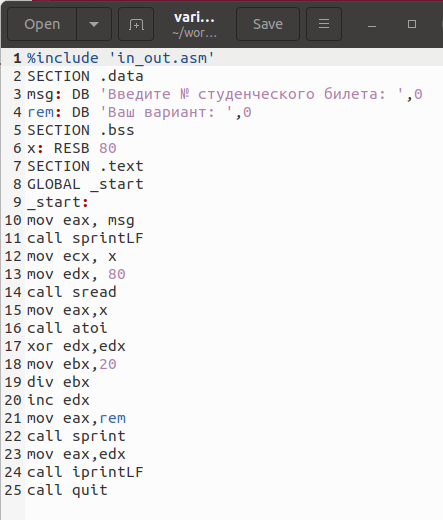 Open
vari...
~/wor...
Save
1 %include 'in_out.asm'
2 SECTION .data
3 msg: DB 'Введите № студенческого билета: ',0
4 rem: DB 'Ваш вариант: ',0
5 SECTION .bss
6 x: RESB 80
7 SECTION .text
8 GLOBAL _start
9 _start:
10 mov eax, msg
11 call sprintLF
12 mov ecx, x
13 mov edx, 80
14 call sread
15 mov eax,x
16 call atoi
17 xor edx,edx
18 mov ebx,20
19 div ebx
20 inc edx
21 mov eax,rem
22 call sprint
23 mov eax,edx
24 call iprintLF
25 call quit